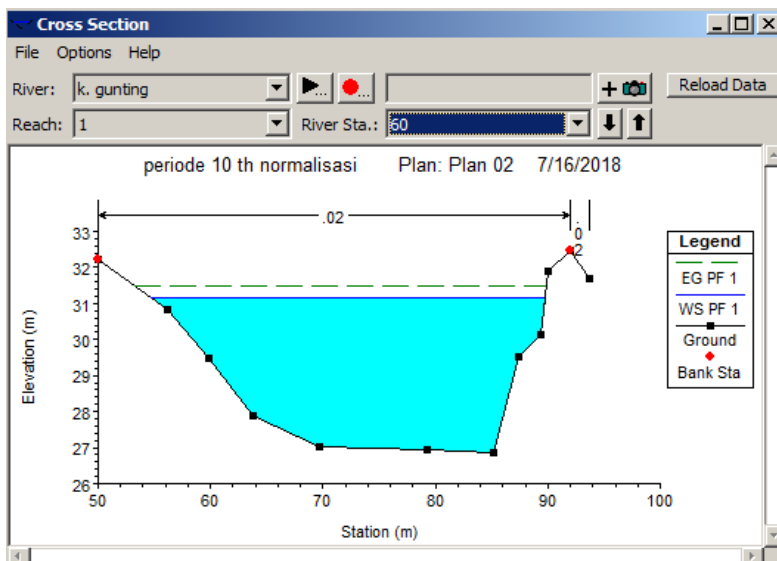 Cross Section
File Options Help
River: k. gunting ... ... + Reload Data
Reach: 1 River Sta.: 60
periode 10 th normalisasi Plan: Plan 02 7/16/2018
.02
.02
33
32
31
30
29
28
27
26
Elevation (m)
50 60 70 80 90 100
Station (m)
Legend
EG PF 1
WS PF 1
Ground
Bank Sta